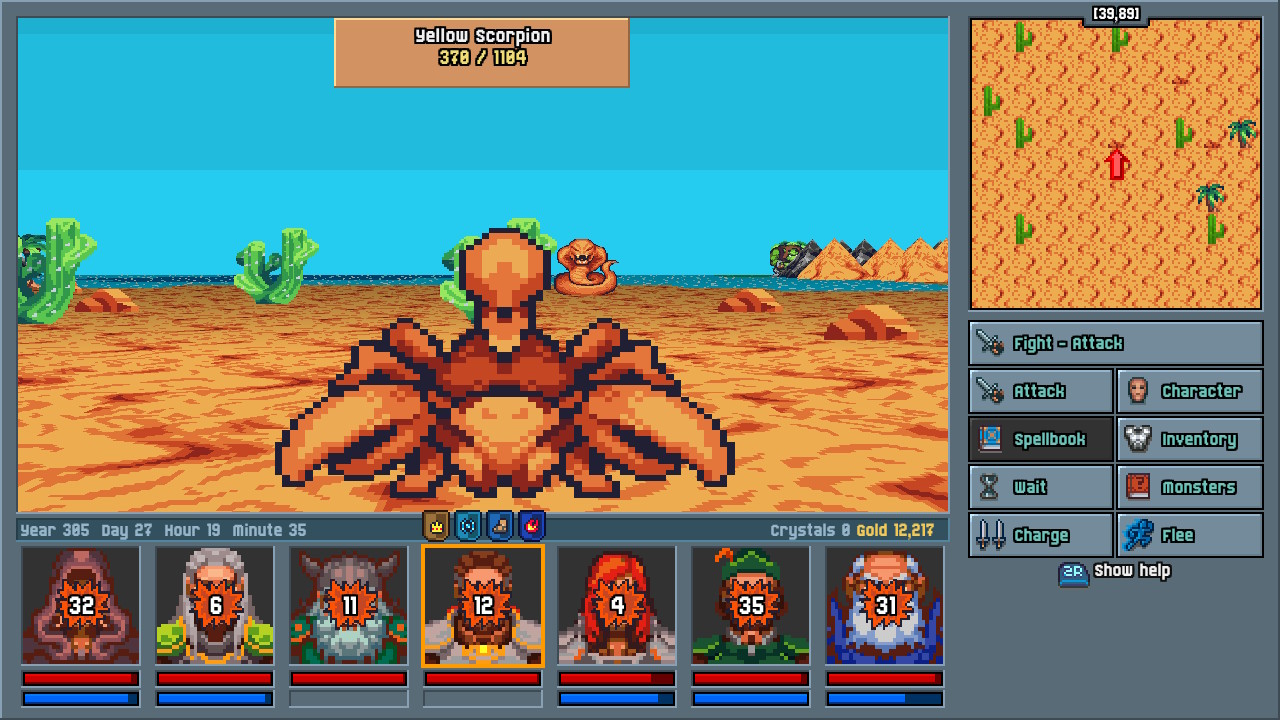 Yellow Scorpion
370 / 1104
[39,89]
Fight - Attack
Attack
Character
Spellbook
Inventory
Wait
Monsters
Charge
Flee
2R Show help
Year 305 Day 27 Hour 19 Minute 35
Crystals 0 Gold 12,217
32
6
11
12
4
35
31